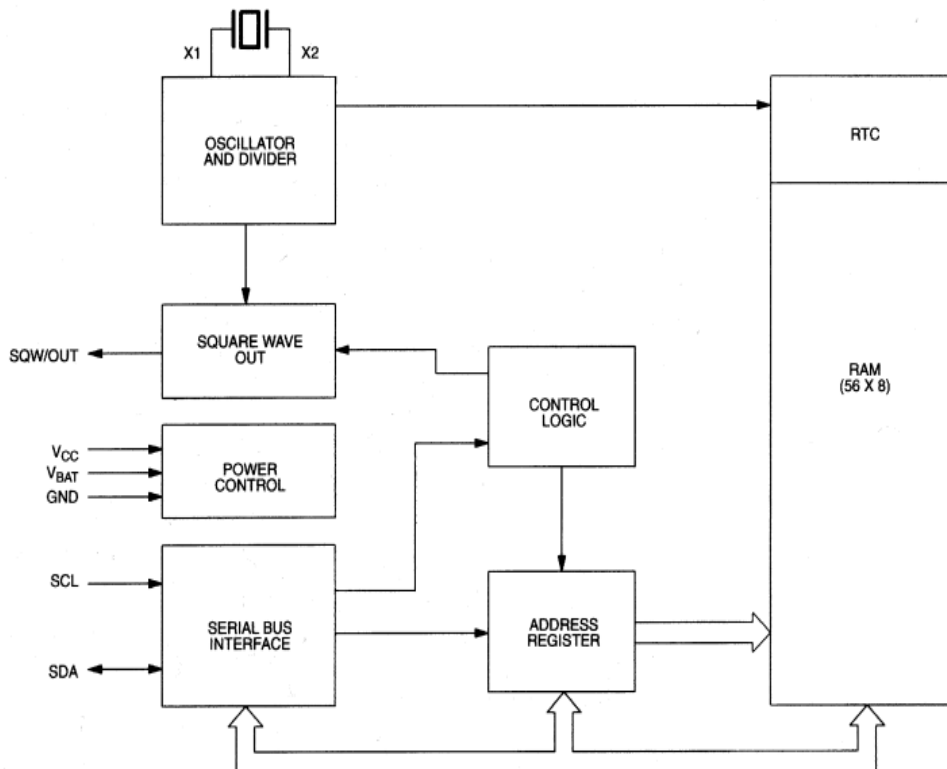 X1
X2
OSCILLATOR
AND DIVIDER
RTC
SQUARE WAVE
OUT
SQW/OUT
RAM
(56 X 8)
CONTROL
LOGIC
VCC
VBAT
GND
POWER
CONTROL
SCL
SERIAL BUS
INTERFACE
ADDRESS
REGISTER
SDA